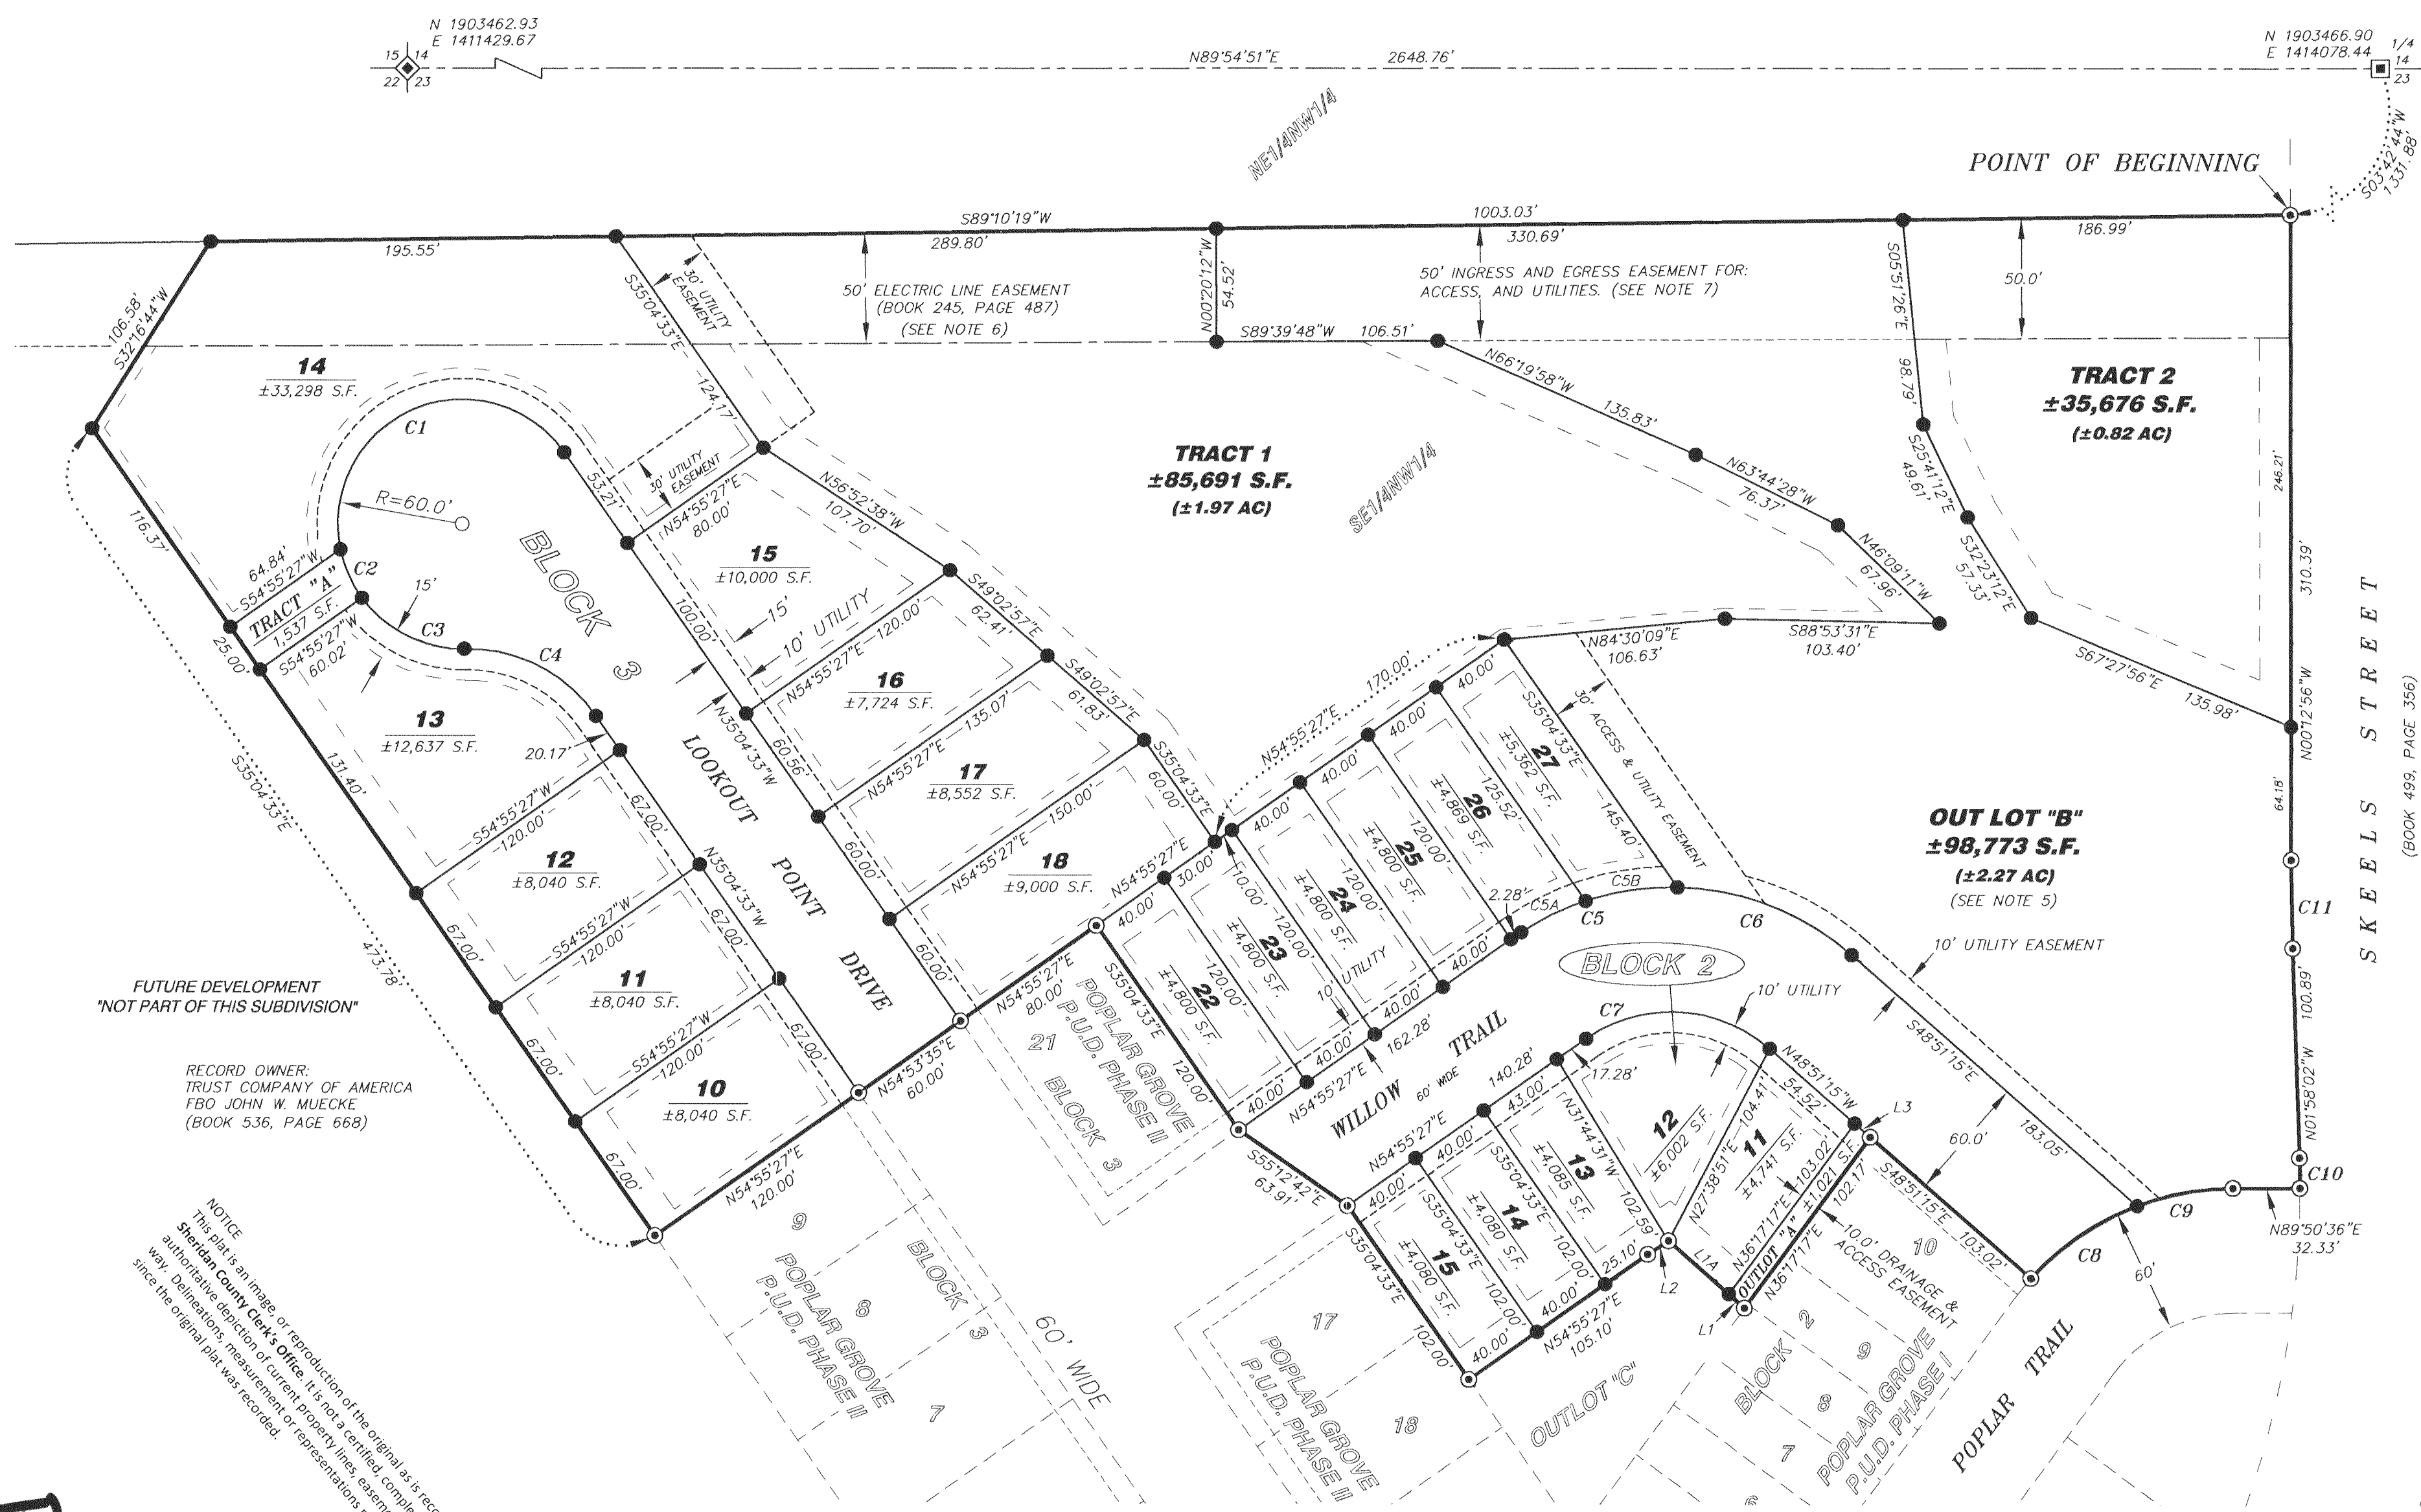 N 1903462.93
E 1411429.67
15 14
22 23
N89°54'51"E 2648.76'
N 1903466.90
E 1414078.44
1/4
14
23
S03°42'44"W
1331.88'
NE1/4NW1/4
POINT OF BEGINNING
S89°10'19"W
1003.03'
195.55'
289.80'
330.69'
186.99'
106.58'
S32°16'44"W
S35°04'33"E
124.17'
30' UTILITY
EASEMENT
50' ELECTRIC LINE EASEMENT
(BOOK 245, PAGE 487)
(SEE NOTE 6)
N00°20'12"W
54.52'
50' INGRESS AND EGRESS EASEMENT FOR:
ACCESS, AND UTILITIES. (SEE NOTE 7)
S89°39'48"W 106.51'
S05°51'26"E
98.79'
50.0'
14
±33,298 S.F.
C1
R=60.0'
53.21'
30' UTILITY
EASEMENT
N54°55'27"E
80.00'
N66°19'58"W
135.83'
TRACT 1
±85,691 S.F.
(±1.97 AC)
SE1/4NW1/4
N63°44'28"W
76.37'
N46°09'11"W
67.96'
TRACT 2
±35,676 S.F.
(±0.82 AC)
S25°41'12"E
49.61'
S32°23'12"E
57.33'
S67°27'56"E
135.98'
246.21'
310.39'
N00°12'56"W
64.18'
SKEELS STREET
(BOOK 499, PAGE 356)
116.37'
64.84'
S54°55'27"W
TRACT "A"
1,537 S.F.
S54°55'27"W
60.02'
25.00'
C2
15'
C3
C4
BLOCK 3
N56°52'38"W
107.70'
15
±10,000 S.F.
100.00'
15'
10' UTILITY
N54°55'27"E
120.00'
S49°02'57"E
62.41'
16
±7,724 S.F.
N54°55'27"E
135.07'
S49°02'57"E
61.83'
N35°04'33"W
60.56'
17
±8,552 S.F.
N54°55'27"E
150.00'
S35°04'33"E
60.00'
60.00'
18
±9,000 S.F.
60.00'
LOOKOUT POINT DRIVE
13
±12,637 S.F.
20.17'
131.40'
S54°55'27"W
120.00'
67.00'
12
±8,040 S.F.
N35°04'33"W
S54°55'27"W
120.00'
67.00'
67.00'
11
±8,040 S.F.
S54°55'27"W
120.00'
67.00'
67.00'
10
±8,040 S.F.
67.00'
N54°55'27"E
120.00'
S35°04'33"E
473.78'
N54°53'35"E
60.00'
N54°55'27"E
80.00'
FUTURE DEVELOPMENT
"NOT PART OF THIS SUBDIVISION"
RECORD OWNER:
TRUST COMPANY OF AMERICA
FBO JOHN W. MUECKE
(BOOK 536, PAGE 668)
N54°55'27"E
170.00'
N84°30'09"E
106.63'
S88°53'31"E
103.40'
30' ACCESS & UTILITY EASEMENT
S35°04'33"E
145.40'
40.00'
40.00'
40.00'
40.00'
27
±5,362 S.F.
125.52'
26
±4,869 S.F.
120.00'
25
±4,800 S.F.
120.00'
24
±4,800 S.F.
120.00'
23
±4,800 S.F.
120.00'
22
±4,800 S.F.
N54°55'27"E
30.00'
10.00'
40.00'
S35°04'33"E
120.00'
10' UTILITY
2.28'
C5A
C5B
C5
C6
40.00'
40.00'
40.00'
40.00'
N54°55'27"E
162.28'
WILLOW TRAIL
60' WIDE
BLOCK 2
OUT LOT "B"
±98,773 S.F.
(±2.27 AC)
(SEE NOTE 5)
10' UTILITY EASEMENT
C11
100.89'
N01°58'02"W
C10
N89°50'36"E
32.33'
C9
C8
60'
S48°51'15"E
183.05'
60.0'
S48°51'15"E
103.02'
C7
10' UTILITY
N48°51'15"W
54.52'
L3
17.28'
140.28'
N54°55'27"E
43.00'
40.00'
40.00'
N31°44'31"W
102.59'
12
±6,002 S.F.
N27°38'51"E
104.41'
11
±4,741 S.F.
N36°17'17"E
103.02'
OUTLOT "A" ±1,021 S.F.
N36°17'17"E
102.17'
10.0' DRAINAGE &
ACCESS EASEMENT
L1A
L1
L2
25.10'
13
±4,085 S.F.
S35°04'33"E
102.00'
14
±4,080 S.F.
S35°04'33"E
102.00'
15
±4,080 S.F.
S35°04'33"E
102.00'
40.00'
40.00'
N54°55'27"E
105.10'
S55°12'42"E
63.91'
21
BLOCK 3
POPLAR GROVE
P.U.D. PHASE II
9
8
7
POPLAR GROVE
P.U.D. PHASE II
BLOCK 3
60' WIDE
17
18
POPLAR GROVE
P.U.D. PHASE II
OUTLOT "C"
BLOCK 2
10
9
8
7
6
POPLAR GROVE
P.U.D. PHASE I
POPLAR TRAIL
NOTICE
This plat is an image, or reproduction of the original as is
Sheridan County Clerk's Office. It is not a certified,
authoritative depiction of current property lines,
way. Delineations, measurement or representations
since the original plat was recorded.